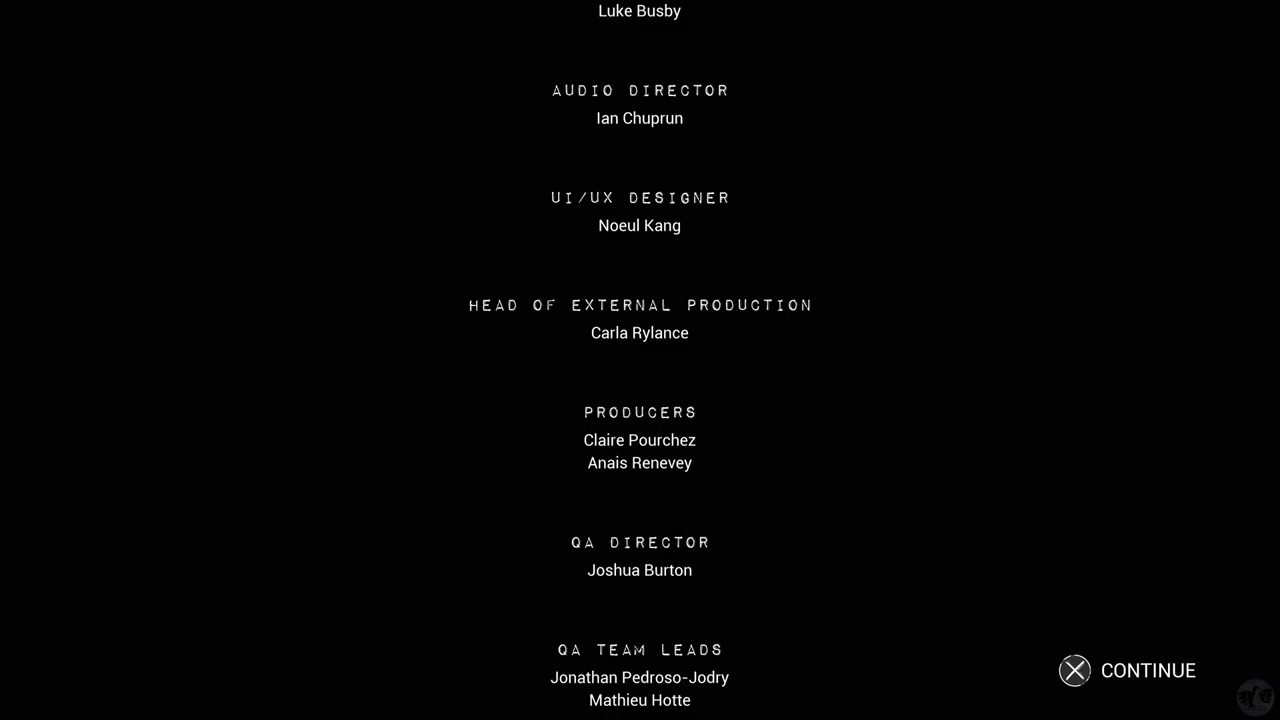 Luke Busby
AUDIO DIRECTOR
Ian Chuprun
UI/UX DESIGNER
Noeul Kang
HEAD OF EXTERNAL PRODUCTION
Carla Rylance
PRODUCERS
Claire Pourchez
Anais Renevey
QA DIRECTOR
Joshua Burton
QA TEAM LEADS
Jonathan Pedroso-Jodry
Mathieu Hotte
CONTINUE